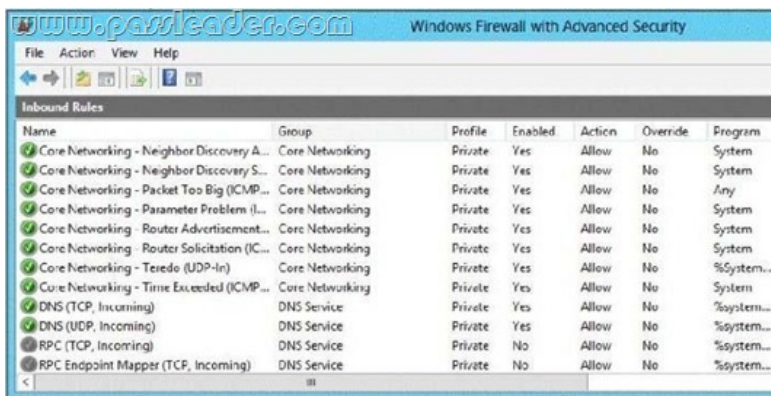 www.passleader.com
Windows Firewall with Advanced Security
File Action View Help
Inbound Rules
Name Group Profile Enabled Action Override Program
Core Networking - Neighbor Discovery A... Core Networking Private Yes Allow No System
Core Networking - Neighbor Discovery S... Core Networking Private Yes Allow No System
Core Networking - Packet Too Big (ICMP... Core Networking Private Yes Allow No Any
Core Networking - Parameter Problem (I... Core Networking Private Yes Allow No System
Core Networking - Router Advertisement... Core Networking Private Yes Allow No System
Core Networking - Router Solicitation (IC... Core Networking Private Yes Allow No System
Core Networking - Teredo (UDP-In) Core Networking Private Yes Allow No %System...
Core Networking - Time Exceeded (ICMP... Core Networking Private Yes Allow No System
DNS (TCP, Incoming) DNS Service Private Yes Allow No %system...
DNS (UDP, Incoming) DNS Service Private Yes Allow No %system...
RPC (TCP, Incoming) DNS Service Private No Allow No %system...
RPC Endpoint Mapper (TCP, Incoming) DNS Service Private No Allow No %system...